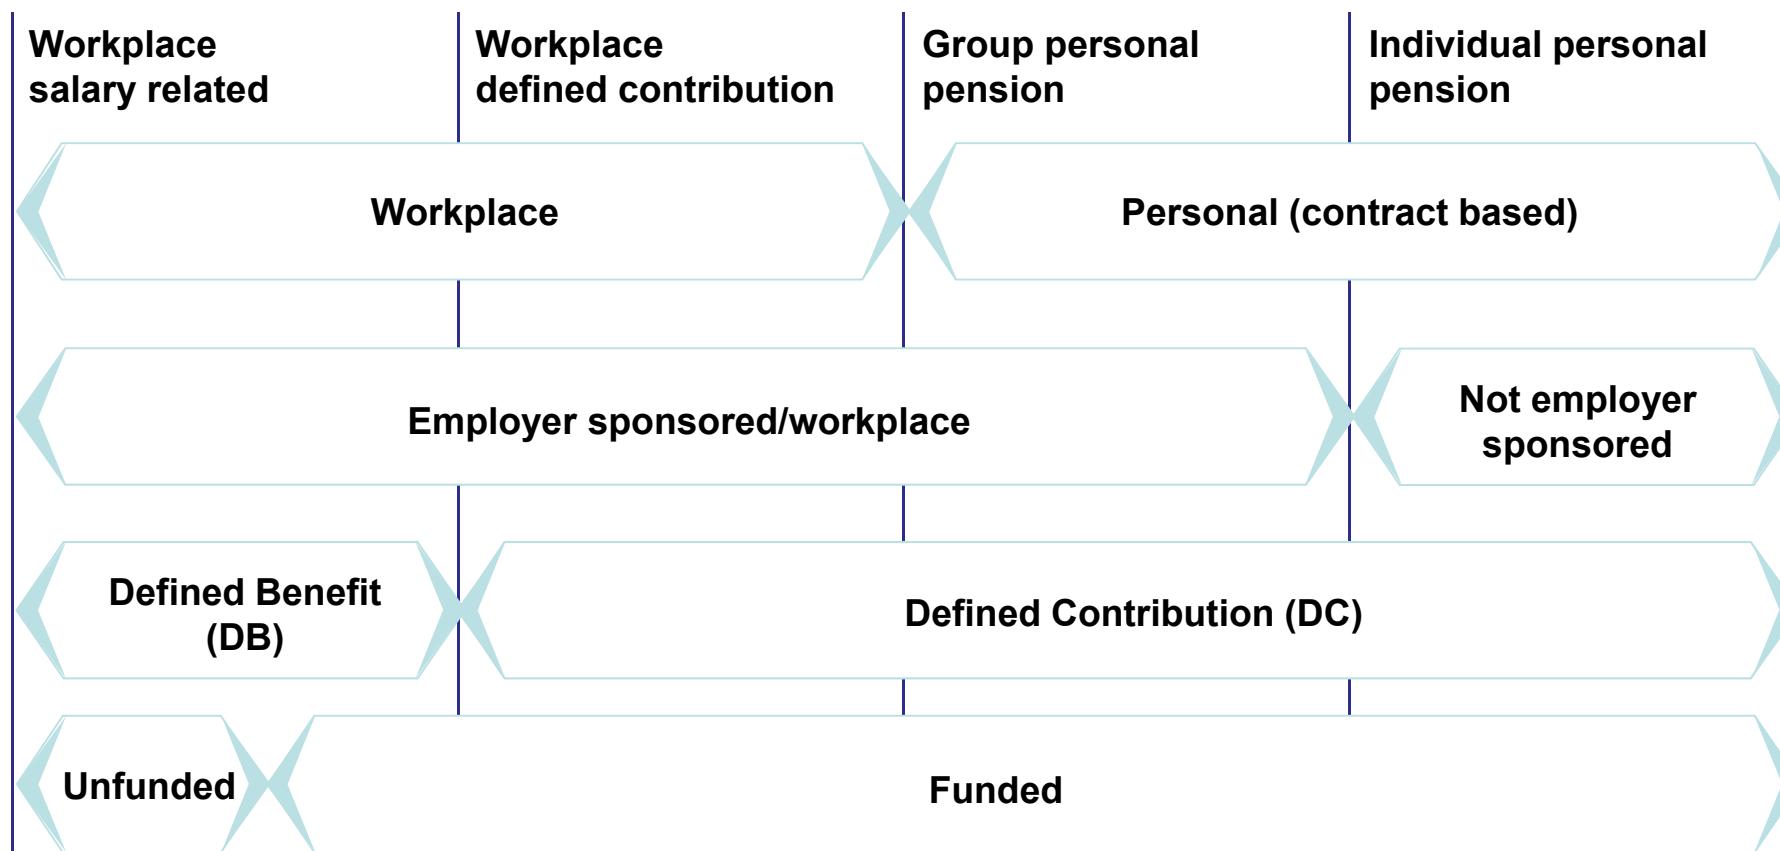 Workplace
salary related
Workplace
defined contribution
Group personal
pension
Individual personal
pension
Workplace
Personal (contract based)
Employer sponsored/workplace
Not employer
sponsored
Defined Benefit
(DB)
Defined Contribution (DC)
Unfunded
Funded